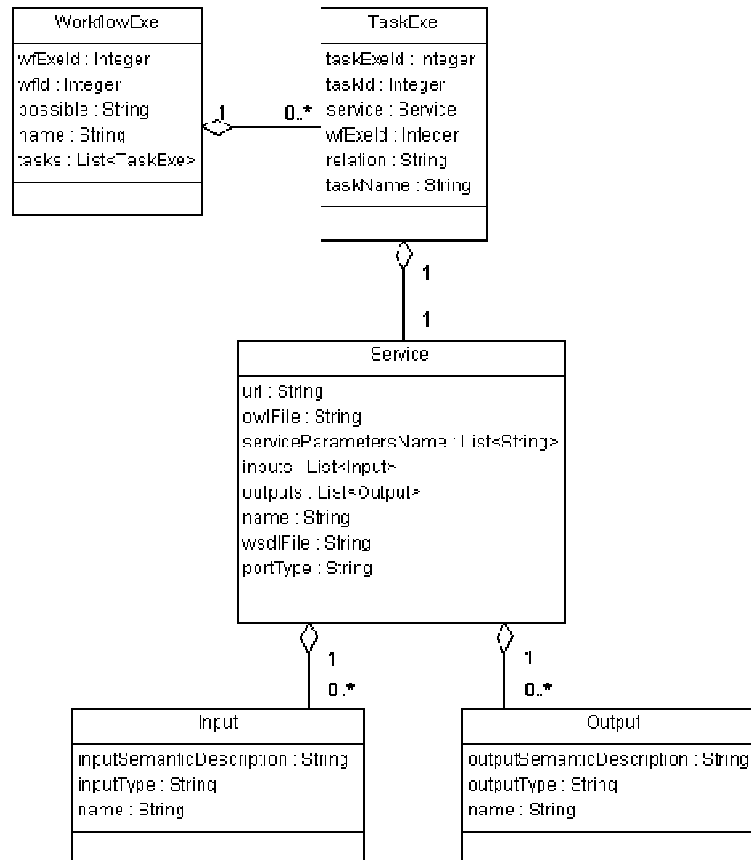 WorkflowExe
wfExeId : Integer
wfId : Integer
possible : String
name : String
tasks : List<TaskExe>
1
0..*
TaskExe
taskExeId : Integer
taskId : Integer
service : Service
wfExeId : Integer
relation : String
taskName : String
1
1
Service
url : String
owlFile : String
serviceParametersName : List<String>
inputs : List<Input>
outputs : List<Output>
name : String
wsdlFile : String
portType : String
1
0..*
1
0..*
Input
inputSemanticDescription : String
inputType : String
name : String
Output
outputSemanticDescription : String
outputType : String
name : String